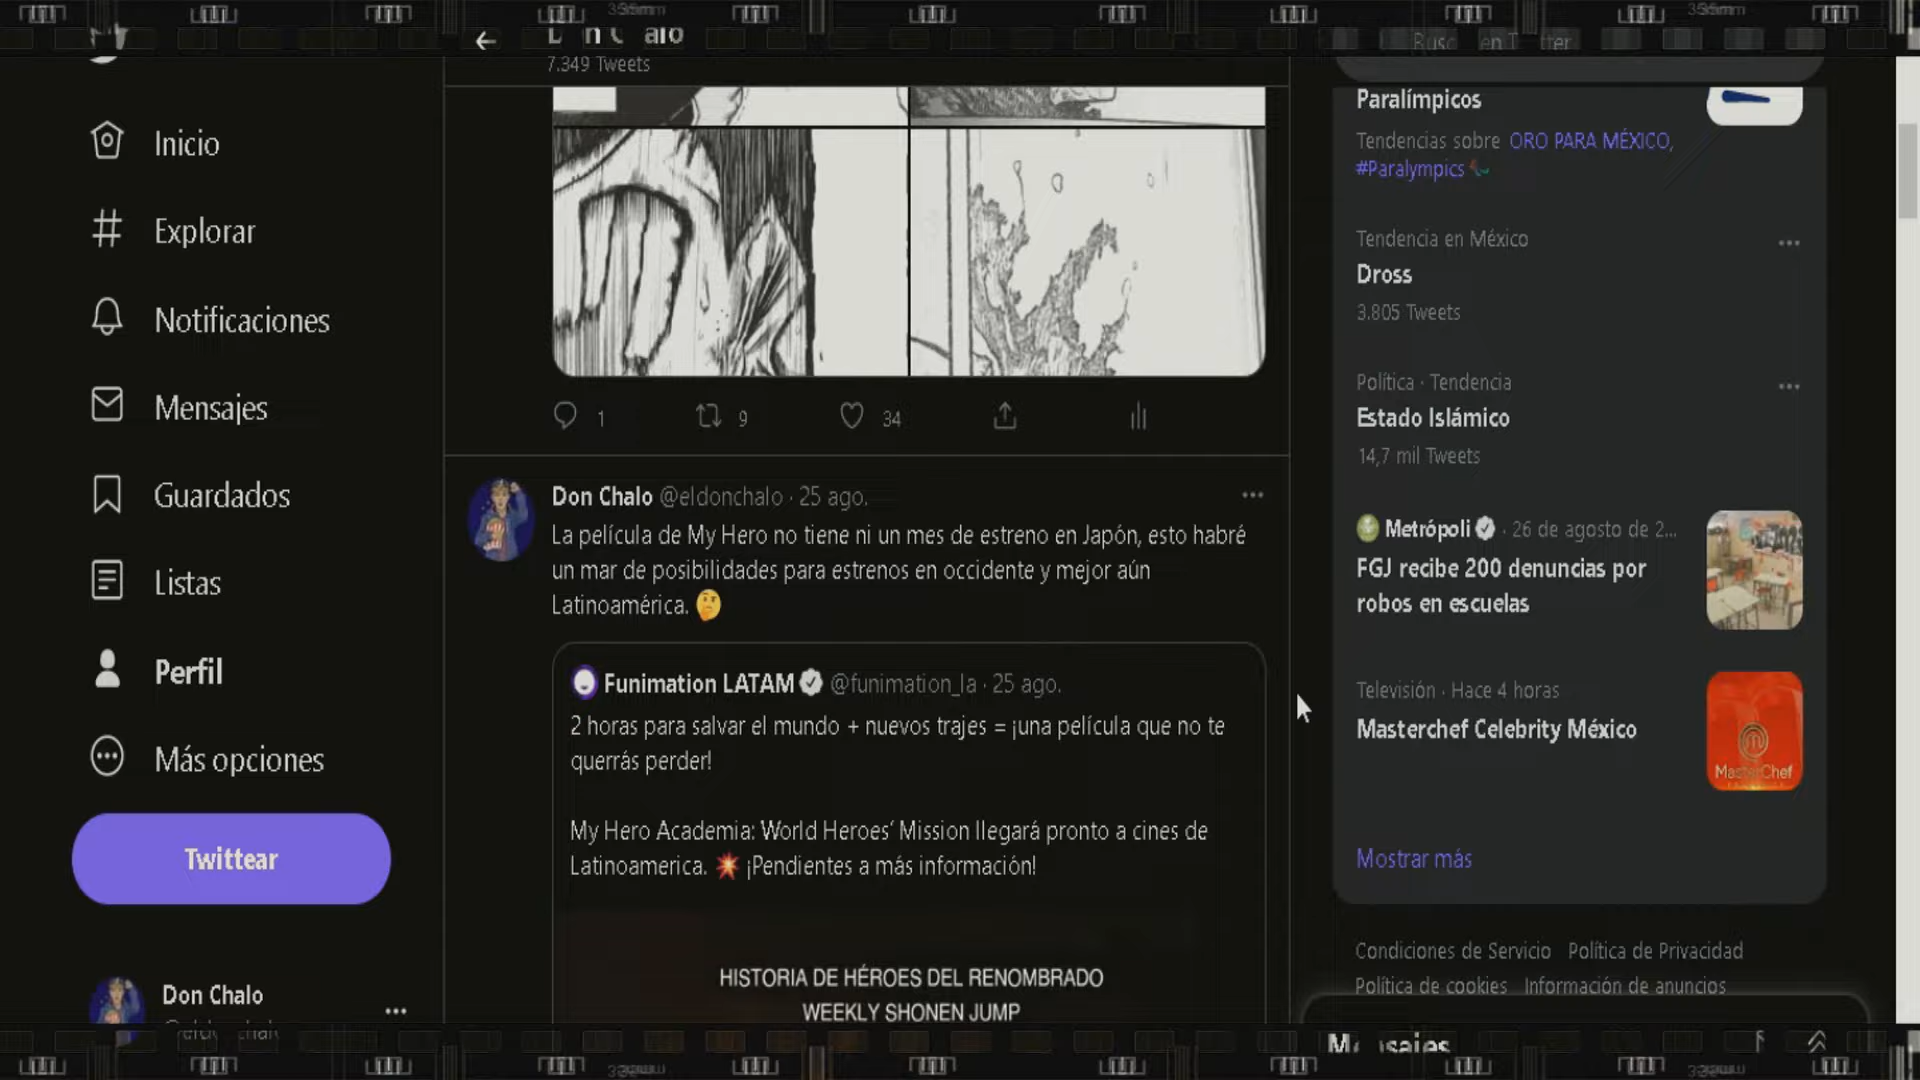 35mm
35mm
7.349 Tweets
Inicio
Explorar
Notificaciones
Mensajes
Guardados
Listas
Perfil
Más opciones
Twittear
Don Chalo
1
9
34
Don Chalo @eldonchalo · 25 ago.
La película de My Hero no tiene ni un mes de estreno en Japón, esto habré
un mar de posibilidades para estrenos en occidente y mejor aún
Latinoamérica. 🤔
Funimation LATAM @funimation_la · 25 ago.
2 horas para salvar el mundo + nuevos trajes = ¡una película que no te
querrás perder!
My Hero Academia: World Heroes' Mission llegará pronto a cines de
Latinoamerica. 💥 ¡Pendientes a más información!
HISTORIA DE HÉROES DEL RENOMBRADO
WEEKLY SHONEN JUMP
Paralímpicos
Tendencias sobre ORO PARA MÉXICO,
#Paralympics
Tendencia en México
Dross
3.805 Tweets
Política · Tendencia
Estado Islámico
14,7 mil Tweets
Metrópoli · 26 de agosto de 2...
FGJ recibe 200 denuncias por
robos en escuelas
Televisión · Hace 4 horas
Masterchef Celebrity México
MasterChef
Mostrar más
Condiciones de Servicio Política de Privacidad
Política de cookies Información de anuncios